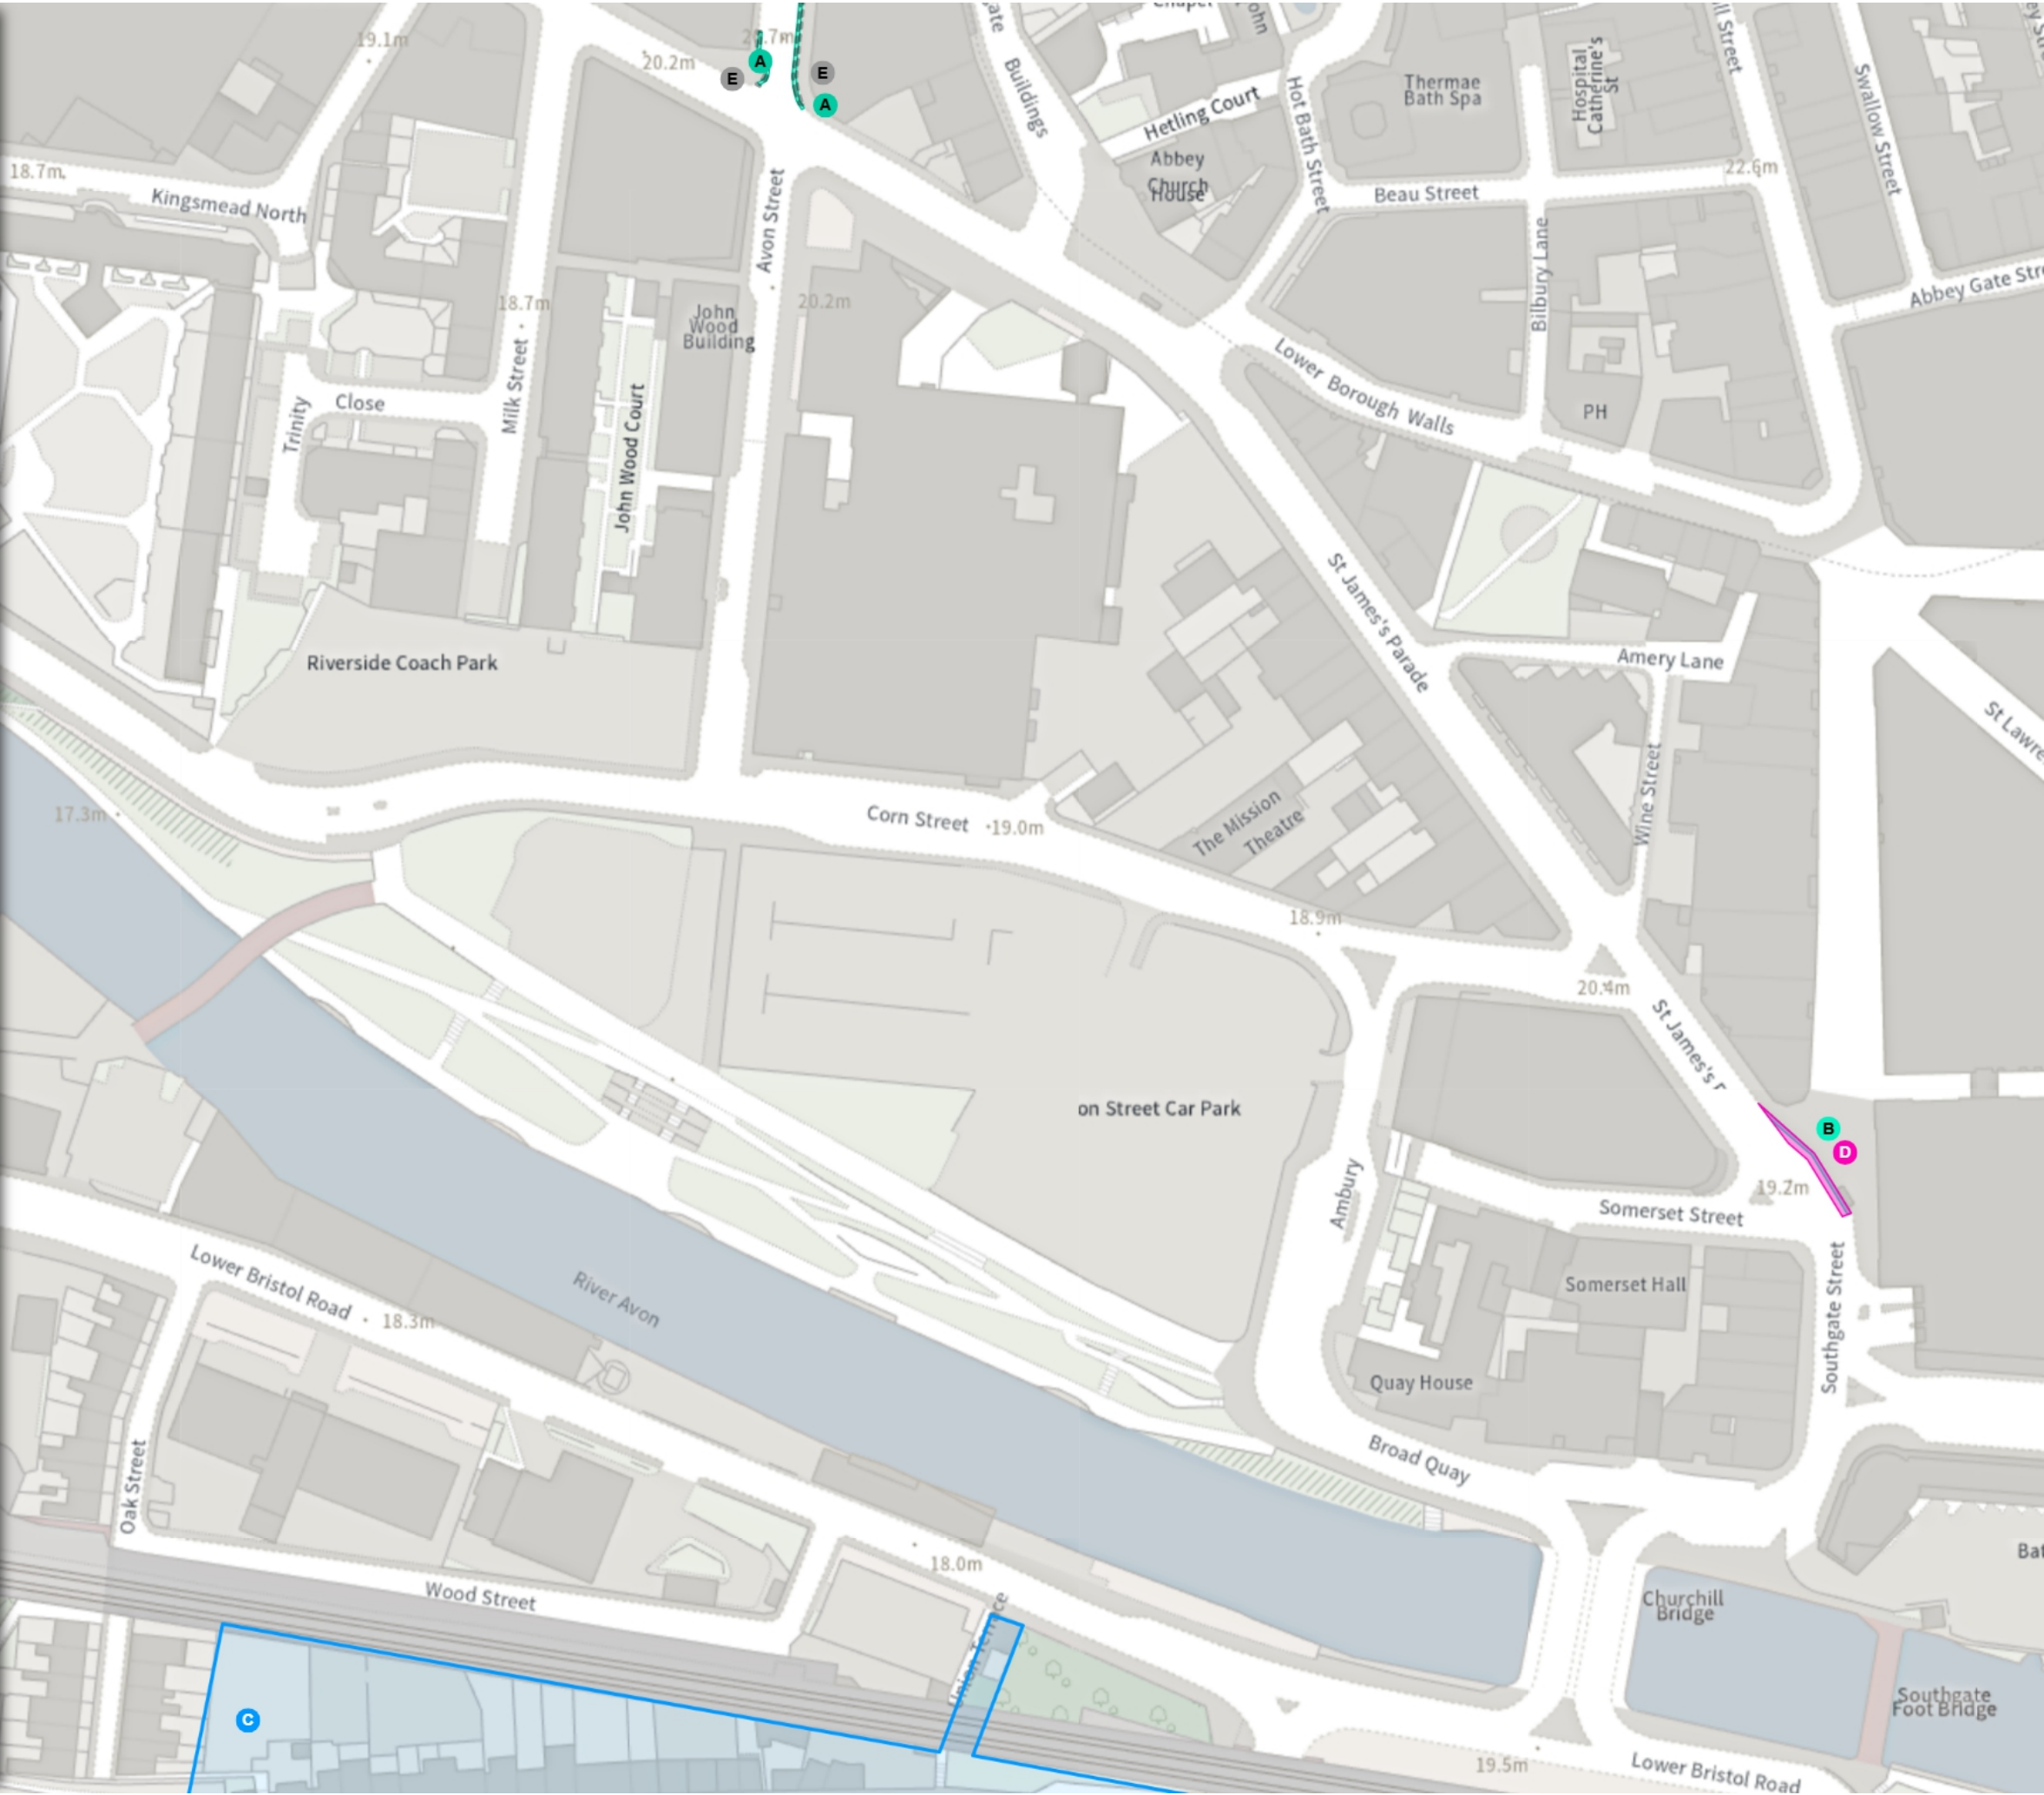 Chapel
19.1m
20.2m
E
A
E
A
Buildings
Hetling Court
Abbey
Church
House
Hot Bath Street
Thermae
Bath Spa
St
Catherine's
Hospital
Swallow Street
18.7m
Kingsmead North
Avon Street
Beau Street
22.6m
Bilbury Lane
Abbey Gate Str
John
Wood
Building
20.2m
18.7m
Milk Street
Trinity
Close
John Wood Court
Lower Borough Walls
PH
St James's Parade
Amery Lane
Riverside Coach Park
St Lawre
Wine Street
17.3m
Corn Street
19.0m
The Mission
Theatre
18.9m
20.4m
St James's
on Street Car Park
B
D
19.2m
Ambury
Somerset Street
Somerset Hall
Southgate Street
Quay House
Lower Bristol Road
18.3m
River Avon
Broad Quay
Oak Street
Wood Street
18.0m
Churchill
Bridge
Bat
Southgate
Foot Bridge
C
19.5m
Lower Bristol Road